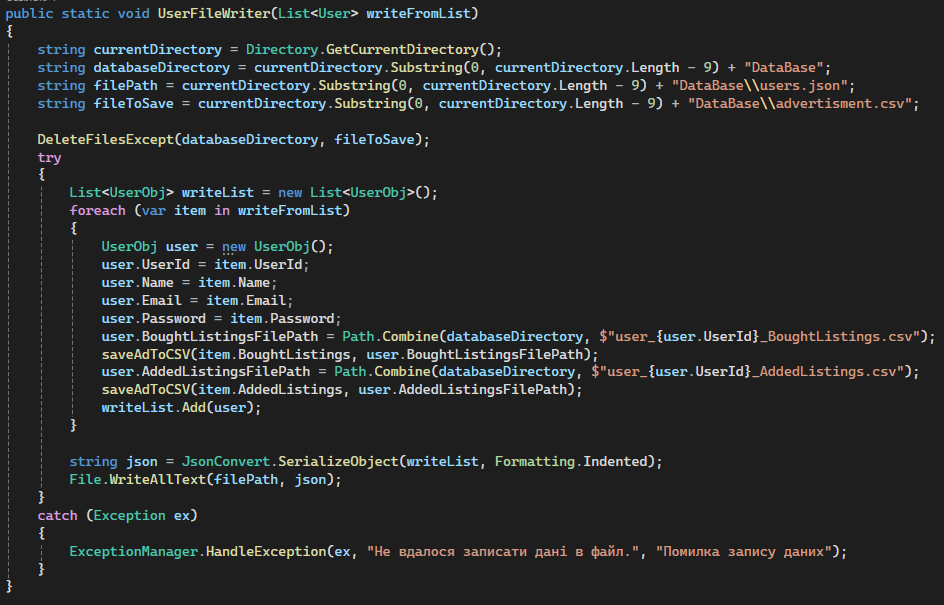 public static void UserFileWriter(List<User> writeFromList)
{
string currentDirectory = Directory.GetCurrentDirectory();
string databaseDirectory = currentDirectory.Substring(0, currentDirectory.Length - 9) + "DataBase";
string filePath = currentDirectory.Substring(0, currentDirectory.Length - 9) + "DataBase\\users.json";
string fileToSave = currentDirectory.Substring(0, currentDirectory.Length - 9) + "DataBase\\advertisment.csv";
DeleteFilesExcept(databaseDirectory, fileToSave);
try
{
List<UserObj> writeList = new List<UserObj>();
foreach (var item in writeFromList)
{
UserObj user = new UserObj();
user.UserId = item.UserId;
user.Name = item.Name;
user.Email = item.Email;
user.Password = item.Password;
user.BoughtListingsFilePath = Path.Combine(databaseDirectory, $"user_{user.UserId}_BoughtListings.csv");
saveAdToCSV(item.BoughtListings, user.BoughtListingsFilePath);
user.AddedListingsFilePath = Path.Combine(databaseDirectory, $"user_{user.UserId}_AddedListings.csv");
saveAdToCSV(item.AddedListings, user.AddedListingsFilePath);
writeList.Add(user);
}
string json = JsonConvert.SerializeObject(writeList, Formatting.Indented);
File.WriteAllText(filePath, json);
}
catch (Exception ex)
{
ExceptionManager.HandleException(ex, "Не вдалося записати дані в файл.", "Помилка запису даних");
}
}